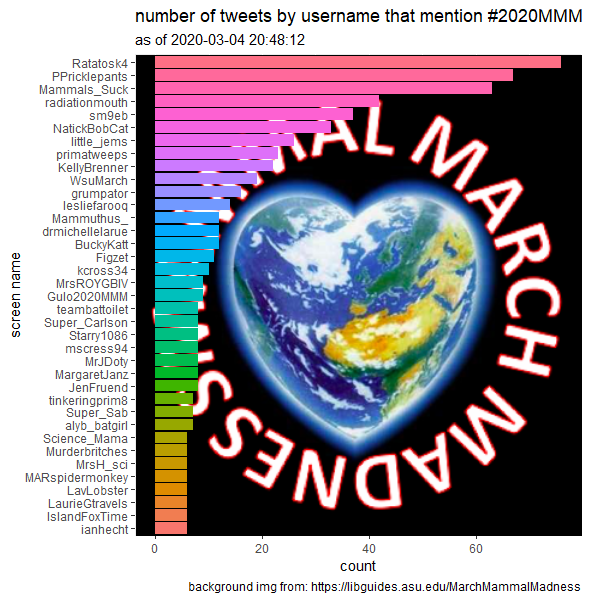 number of tweets by username that mention #2020MMM
as of 2020-03-04 20:48:12
screen name
Ratatosk4
PPricklepants
Mammals_Suck
radiationmouth
sm9eb
NatickBobCat
little_jems
primatweeps
KellyBrenner
WsuMarch
grumpator
lesliefarooq
Mammuthus_
drmichellelarue
BuckyKatt
Figzet
kcross34
MrsROYGBIV
Gulo2020MMM
teambattoilet
Super_Carlson
Starry1086
mscress94
MrJDoty
MargaretJanz
JenFruend
tinkeringprim8
Super_Sab
alyb_batgirl
Science_Mama
Murderbritches
MrsH_sci
MARspidermonkey
LavLobster
LaurieGtravels
IslandFoxTime
ianhecht
MARCH
MADNESS
0 20 40 60
count
background img from: https://libguides.asu.edu/MarchMammalMadness